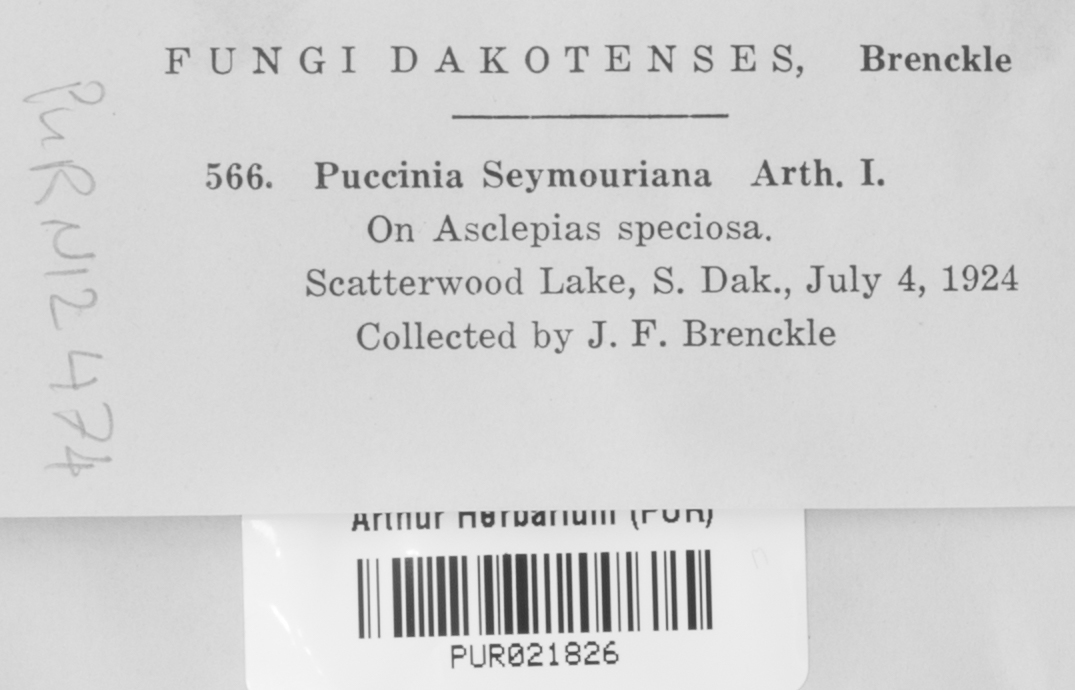 FUNGI DAKOTENSES, Brenckle
566. Puccinia Seymouriana Arth. I.
On Asclepias speciosa.
Scatterwood Lake, S. Dak., July 4, 1924
Collected by J. F. Brenckle
PUR N12474
Arthur Herbarium (PUR)
PUR021826